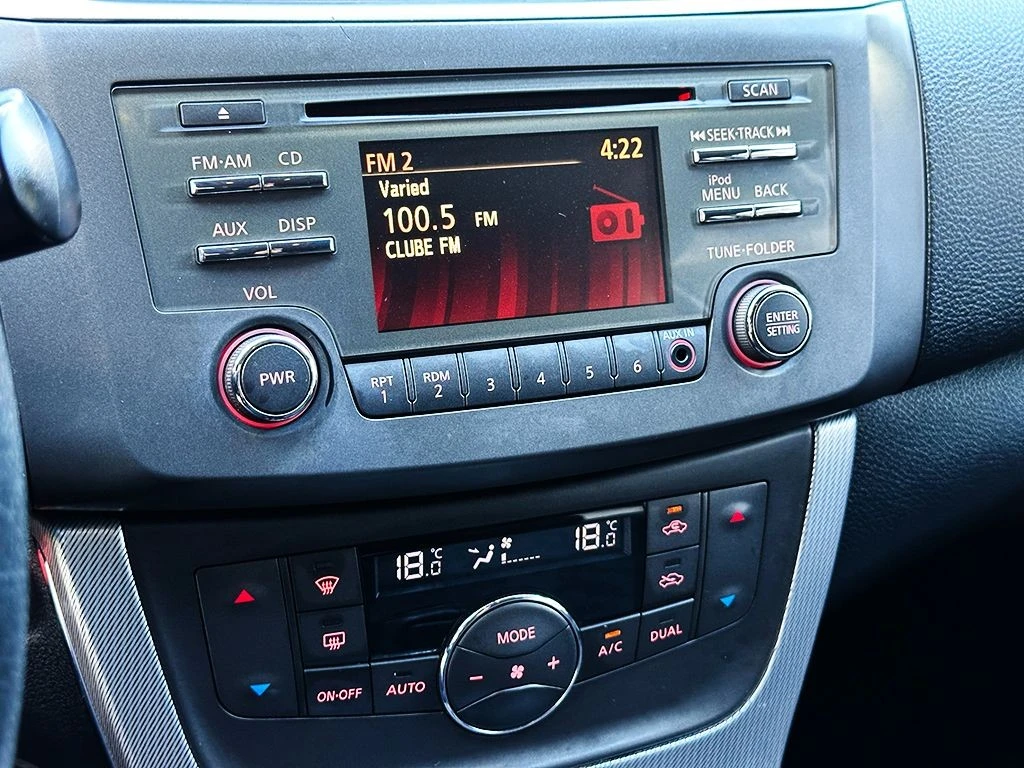 SCAN
FM·AM CD
SEEK·TRACK
AUX DISP
iPod
MENU BACK
FM 2 4:22
Varied
100.5 FM
CLUBE FM
TUNE·FOLDER
VOL
PWR
ENTER
SETTING
RPT
1
RDM
2
3
4
5
6
AUX IN
18.0 °C
18.0 °C
MODE
A/C
DUAL
ON·OFF
AUTO
- +